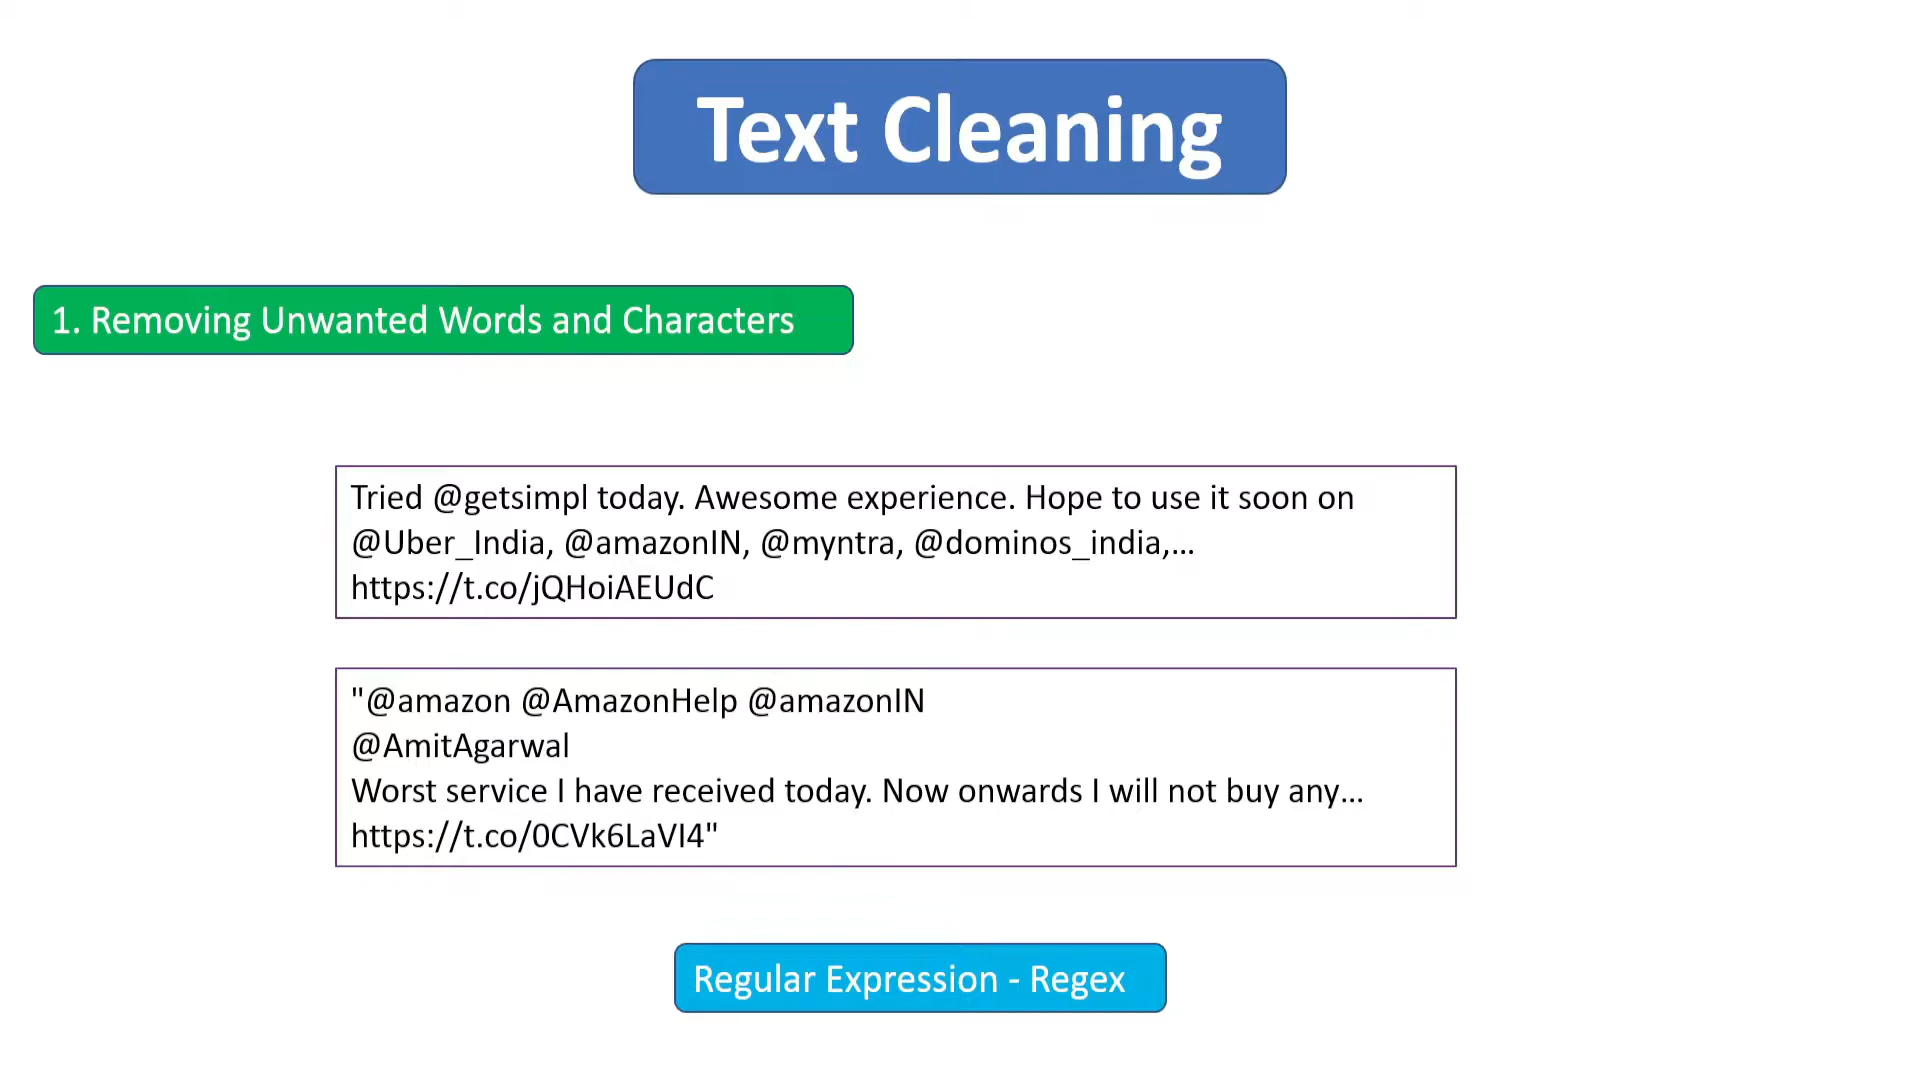 Text Cleaning
1. Removing Unwanted Words and Characters
Tried @getsimpl today. Awesome experience. Hope to use it soon on
@Uber_India, @amazonIN, @myntra, @dominos_india,...
https://t.co/jQHoiAEUdC
"@amazon @AmazonHelp @amazonIN
@AmitAgarwal
Worst service I have received today. Now onwards I will not buy any...
https://t.co/0CVk6LaVI4"
Regular Expression - Regex